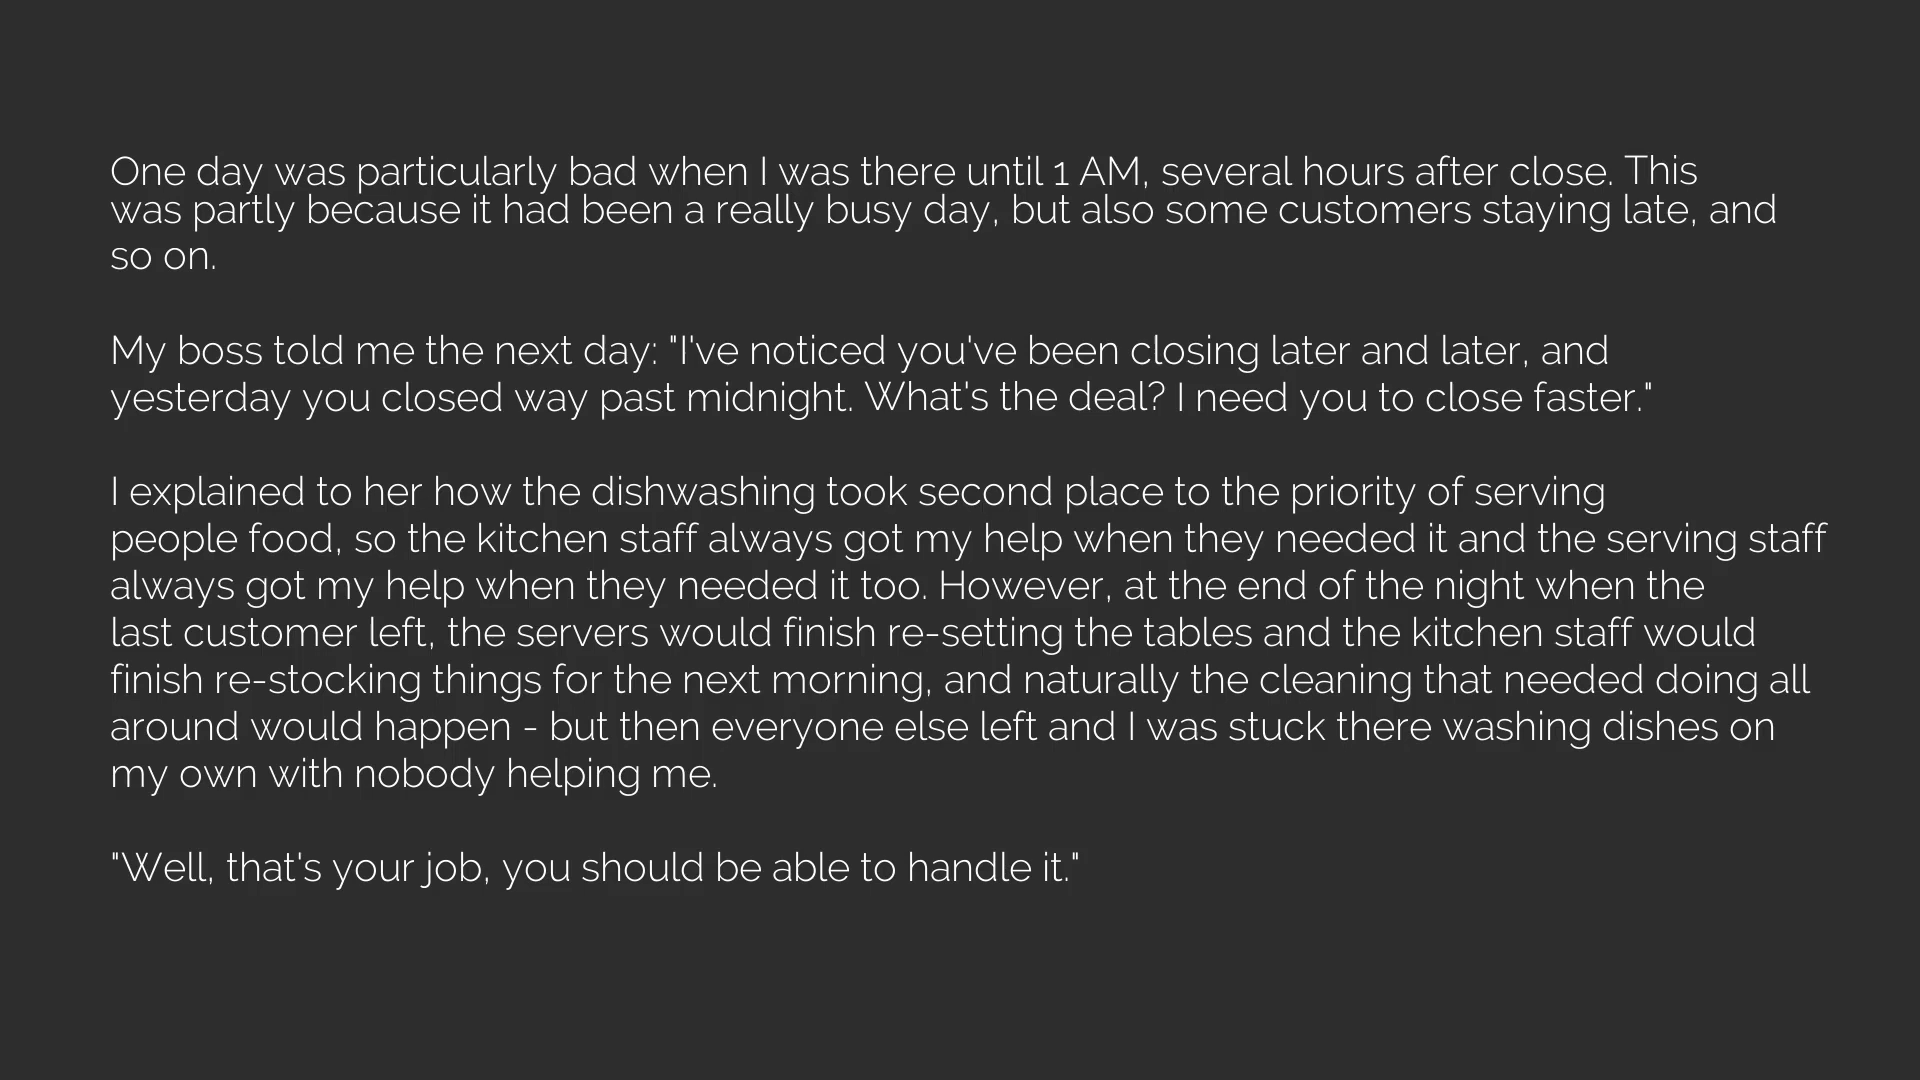 One day was particularly bad when I was there until 1 AM, several hours after close. This
was partly because it had been a really busy day, but also some customers staying late, and
so on.
My boss told me the next day: "I've noticed you've been closing later and later, and
yesterday you closed way past midnight. What's the deal? I need you to close faster."
I explained to her how the dishwashing took second place to the priority of serving
people food, so the kitchen staff always got my help when they needed it and the serving staff
always got my help when they needed it too. However, at the end of the night when the
last customer left, the servers would finish re-setting the tables and the kitchen staff would
finish re-stocking things for the next morning, and naturally the cleaning that needed doing all
around would happen - but then everyone else left and I was stuck there washing dishes on
my own with nobody helping me.
"Well, that's your job, you should be able to handle it."